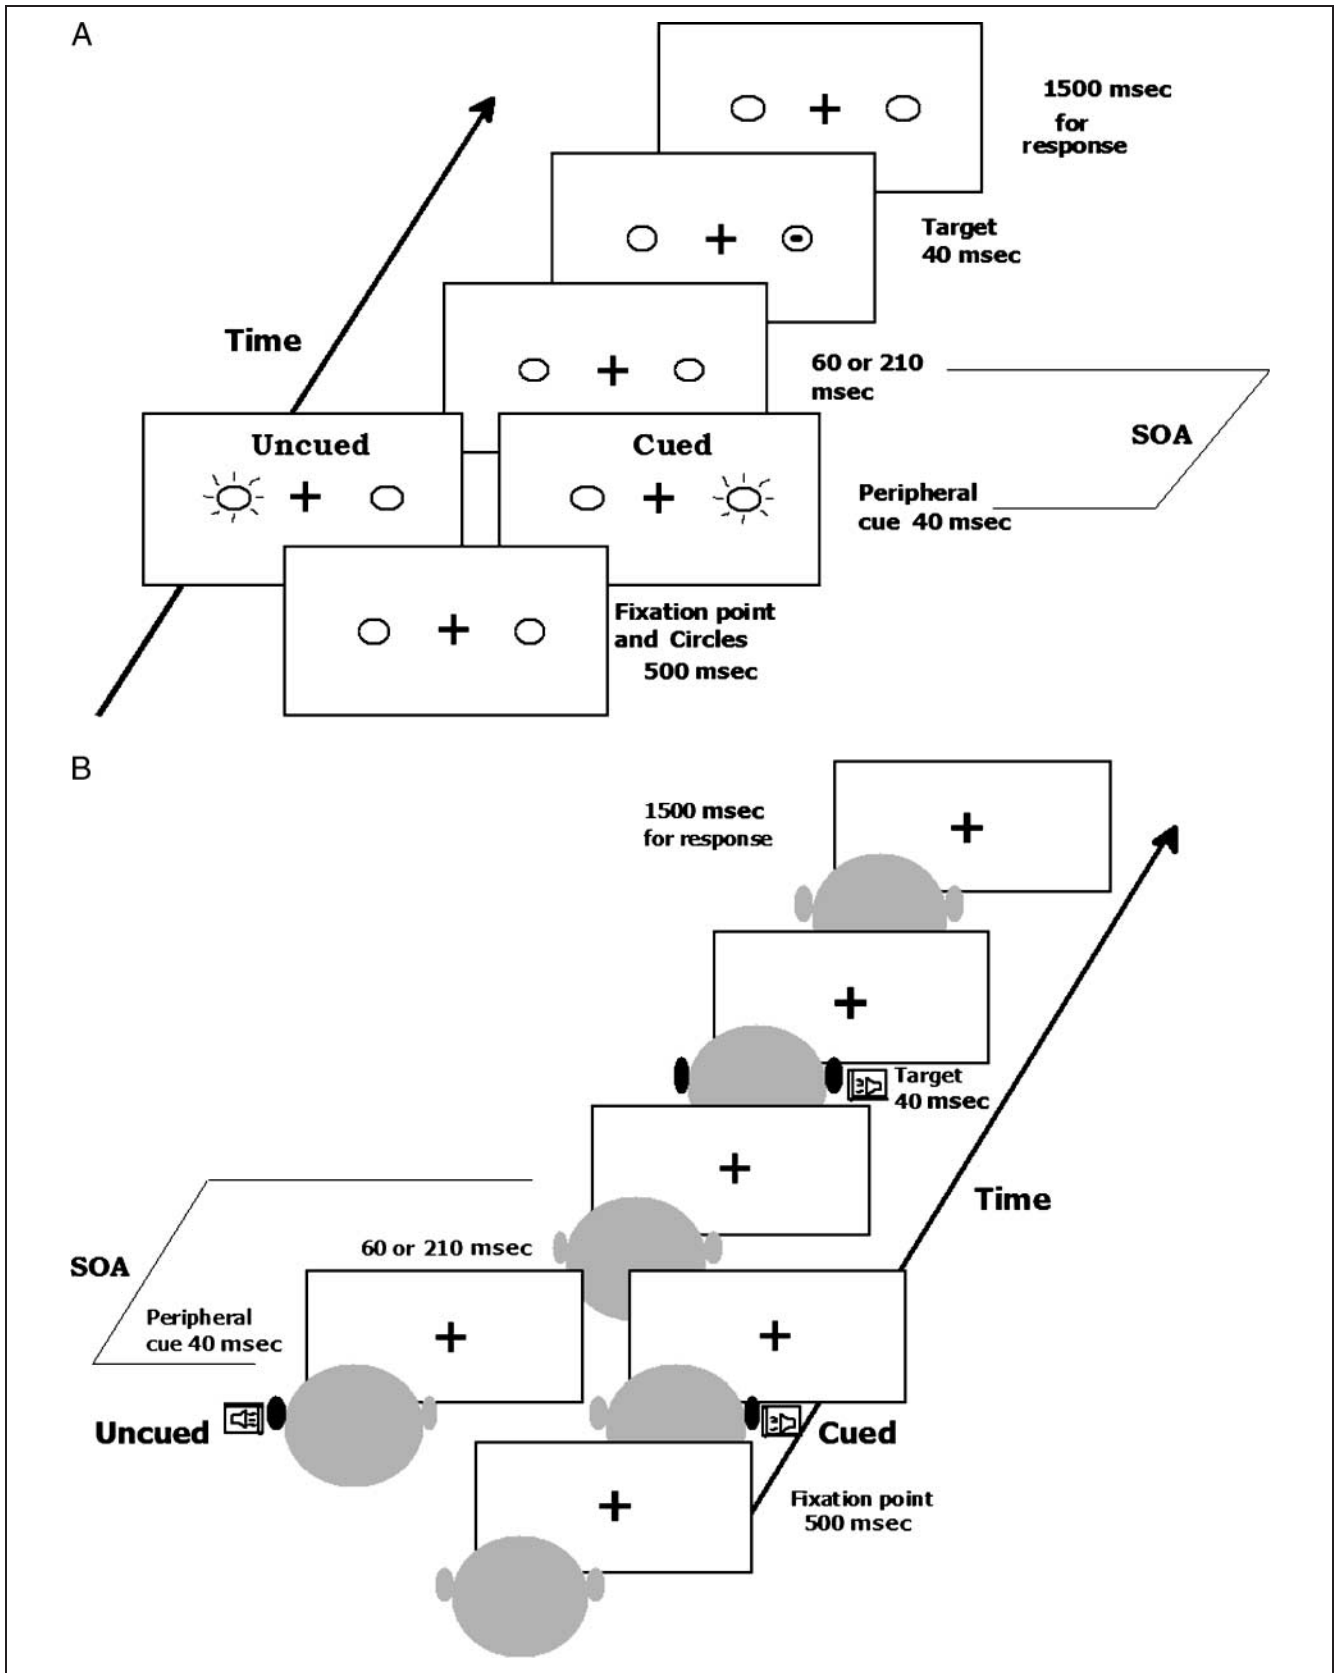 A
1500 msec
for
response
Target
40 msec
Time
60 or 210
msec
SOA
Uncued
Cued
Peripheral
cue 40 msec
Fixation point
and Circles
500 msec
B
1500 msec
for response
Target
40 msec
Time
SOA
60 or 210 msec
Peripheral
cue 40 msec
Uncued
Cued
Fixation point
500 msec